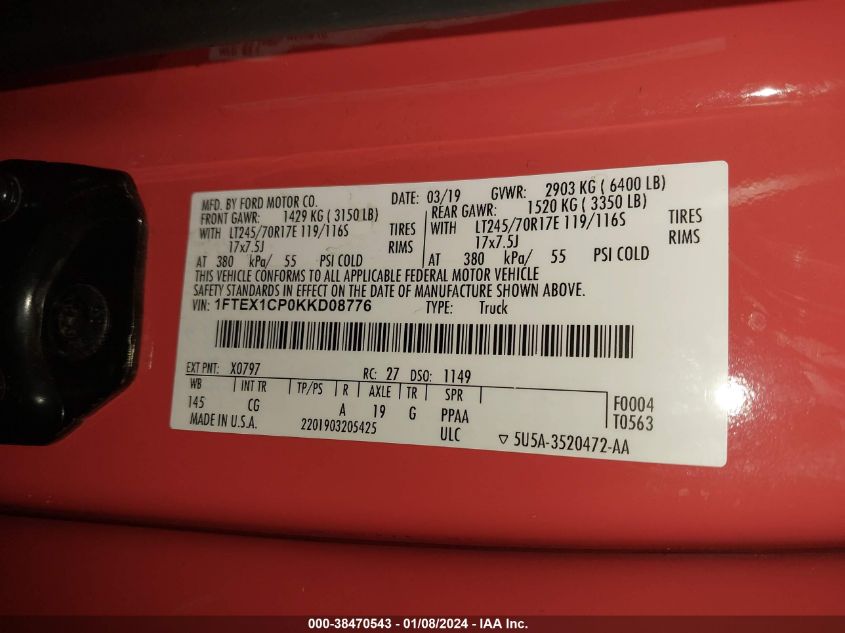 MFD. BY FORD MOTOR CO. DATE: 03/19 GVWR: 2903 KG ( 6400 LB)
FRONT GAWR: 1429 KG ( 3150 LB) REAR GAWR: 1520 KG ( 3350 LB)
WITH LT245/70R17E 119/116S TIRES WITH LT245/70R17E 119/116S TIRES
17x7.5J RIMS 17x7.5J RIMS
AT 380 kPa/ 55 PSI COLD AT 380 kPa/ 55 PSI COLD
THIS VEHICLE CONFORMS TO ALL APPLICABLE FEDERAL MOTOR VEHICLE
SAFETY STANDARDS IN EFFECT ON THE DATE OF MANUFACTURE SHOWN ABOVE.
VIN: 1FTEX1CP0KKD08776 TYPE: Truck
EXT PNT: X0797 RC: 27 DSO: 1149
WB INT TR TP/PS R AXLE TR SPR
145 CG A 19 G PPAA F0004
MADE IN U.S.A. 2201903205425 ULC T0563
▽ 5U5A-3520472-AA
000-38470543 - 01/08/2024 - IAA Inc.